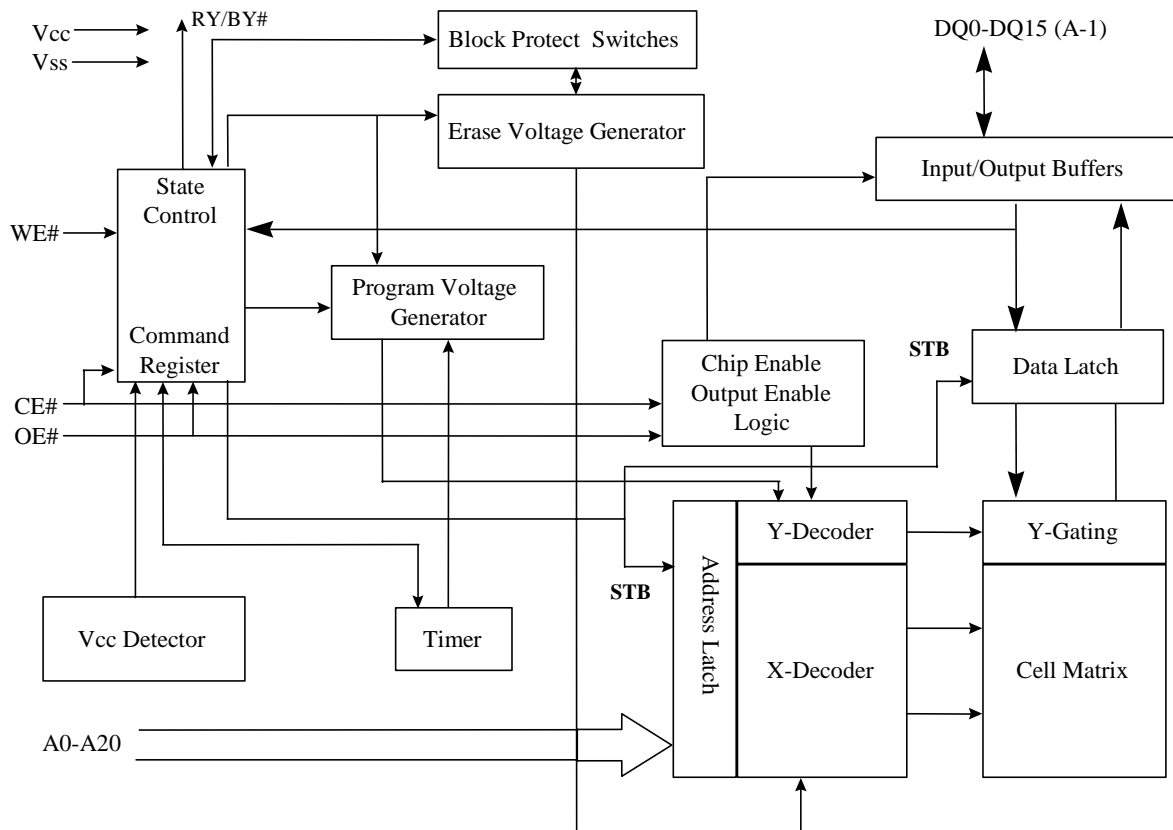 Vcc
Vss
RY/BY#
Block Protect Switches
DQ0-DQ15 (A-1)
Erase Voltage Generator
Input/Output Buffers
State
Control
WE#
Program Voltage
Generator
Command
Register
STB
Chip Enable
Output Enable
Logic
Data Latch
CE#
OE#
Y-Decoder
Y-Gating
Address Latch
STB
Vcc Detector
Timer
X-Decoder
Cell Matrix
A0-A20